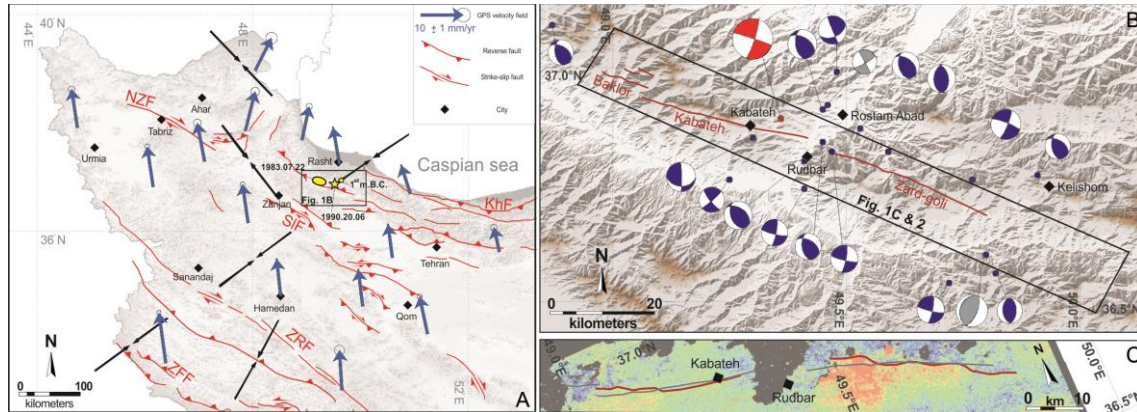 44 E
40 N
48 E
GPS velocity field
10 ± 1 mm/yr
Reverse fault
Strike-slip fault
City
NZF
Ahar
Tabriz
Urmia
1983.07.22
Rasht
Caspian sea
1st m.B.C.
Zanjan
Fig. 1B
1990.20.06
KhF
SIF
36 N
Tehran
Sanandaj
Hamedan
Qom
ZRF
ZFF
N
0 100
kilometers
52 E
A
49.0°E
B
37.0°N
Baklor
Kabateh
Kabateh
Rostam Abad
Rudbar
Kelishom
Zard-goli
Fig. 1C & 2
N
0 20
kilometers
49.5°E
50.0°E
36.5°N
49.0°E
37.0°N
Kabateh
Rudbar
49.5°E
N
C
50.0°E
0 km 10
36.5°N